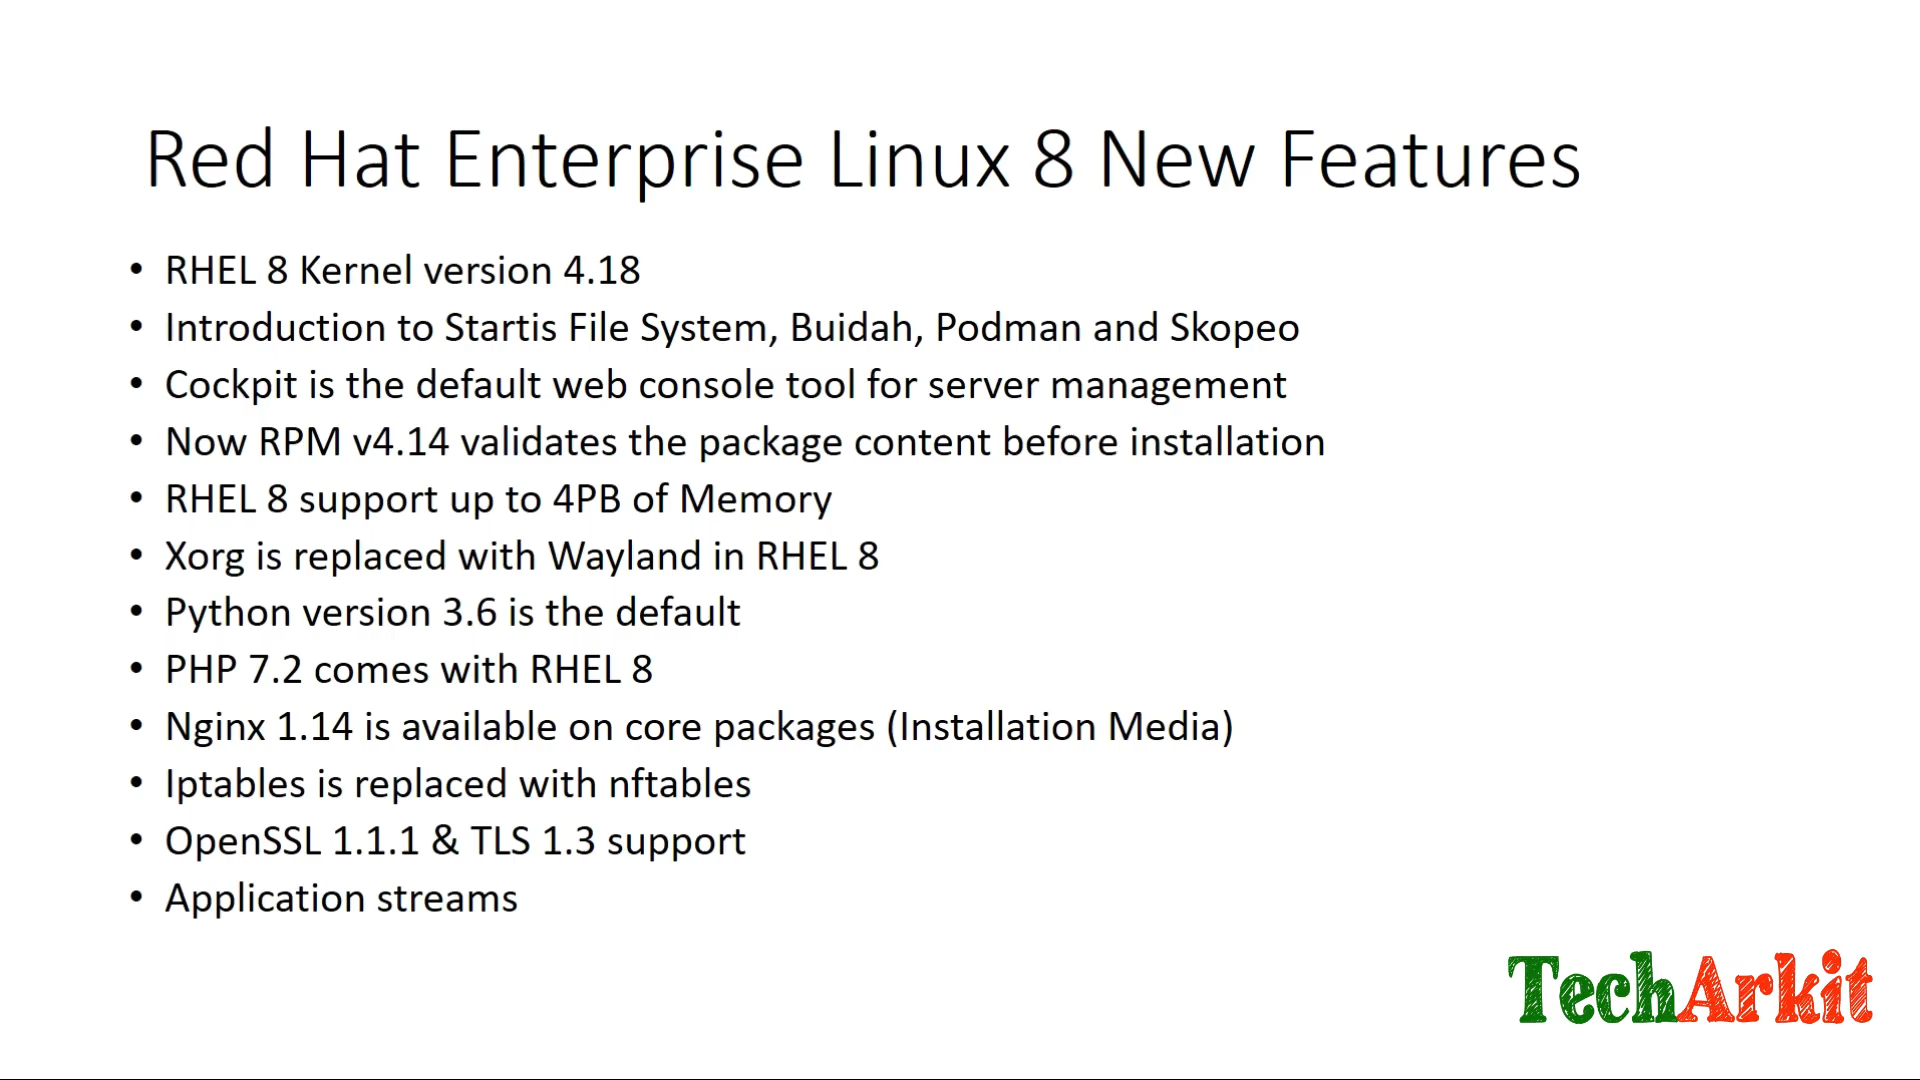 Red Hat Enterprise Linux 8 New Features
• RHEL 8 Kernel version 4.18
• Introduction to Startis File System, Buidah, Podman and Skopeo
• Cockpit is the default web console tool for server management
• Now RPM v4.14 validates the package content before installation
• RHEL 8 support up to 4PB of Memory
• Xorg is replaced with Wayland in RHEL 8
• Python version 3.6 is the default
• PHP 7.2 comes with RHEL 8
• Nginx 1.14 is available on core packages (Installation Media)
• Iptables is replaced with nftables
• OpenSSL 1.1.1 & TLS 1.3 support
• Application streams
TechArkit